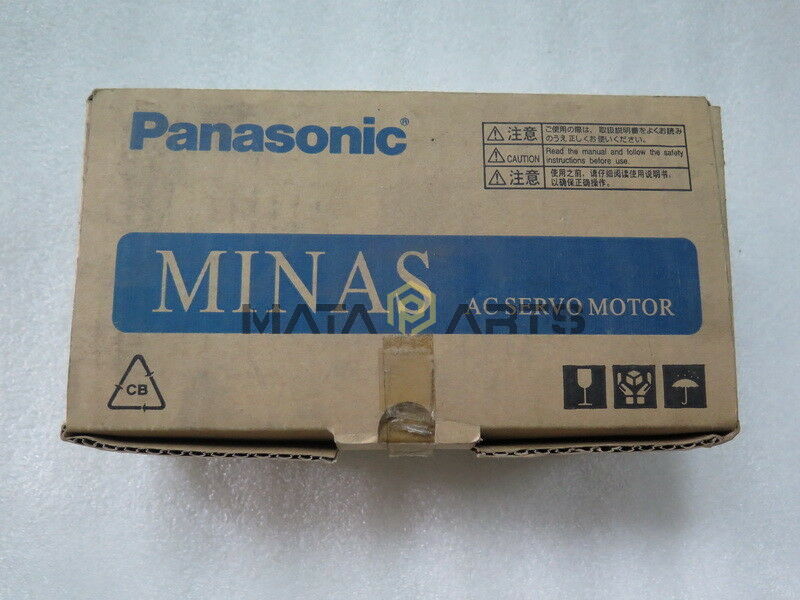 Panasonic®
注意 ご使用の際は、取扱説明書をよくお読み
のうえ正しくお使いください。
CAUTION Read the manual and follow the safety
instructions before use.
注意 使用之前,请仔细阅读使用说明书,
以确保正确操作。
MINAS AC SERVO MOTOR
MATA PARTS
CB